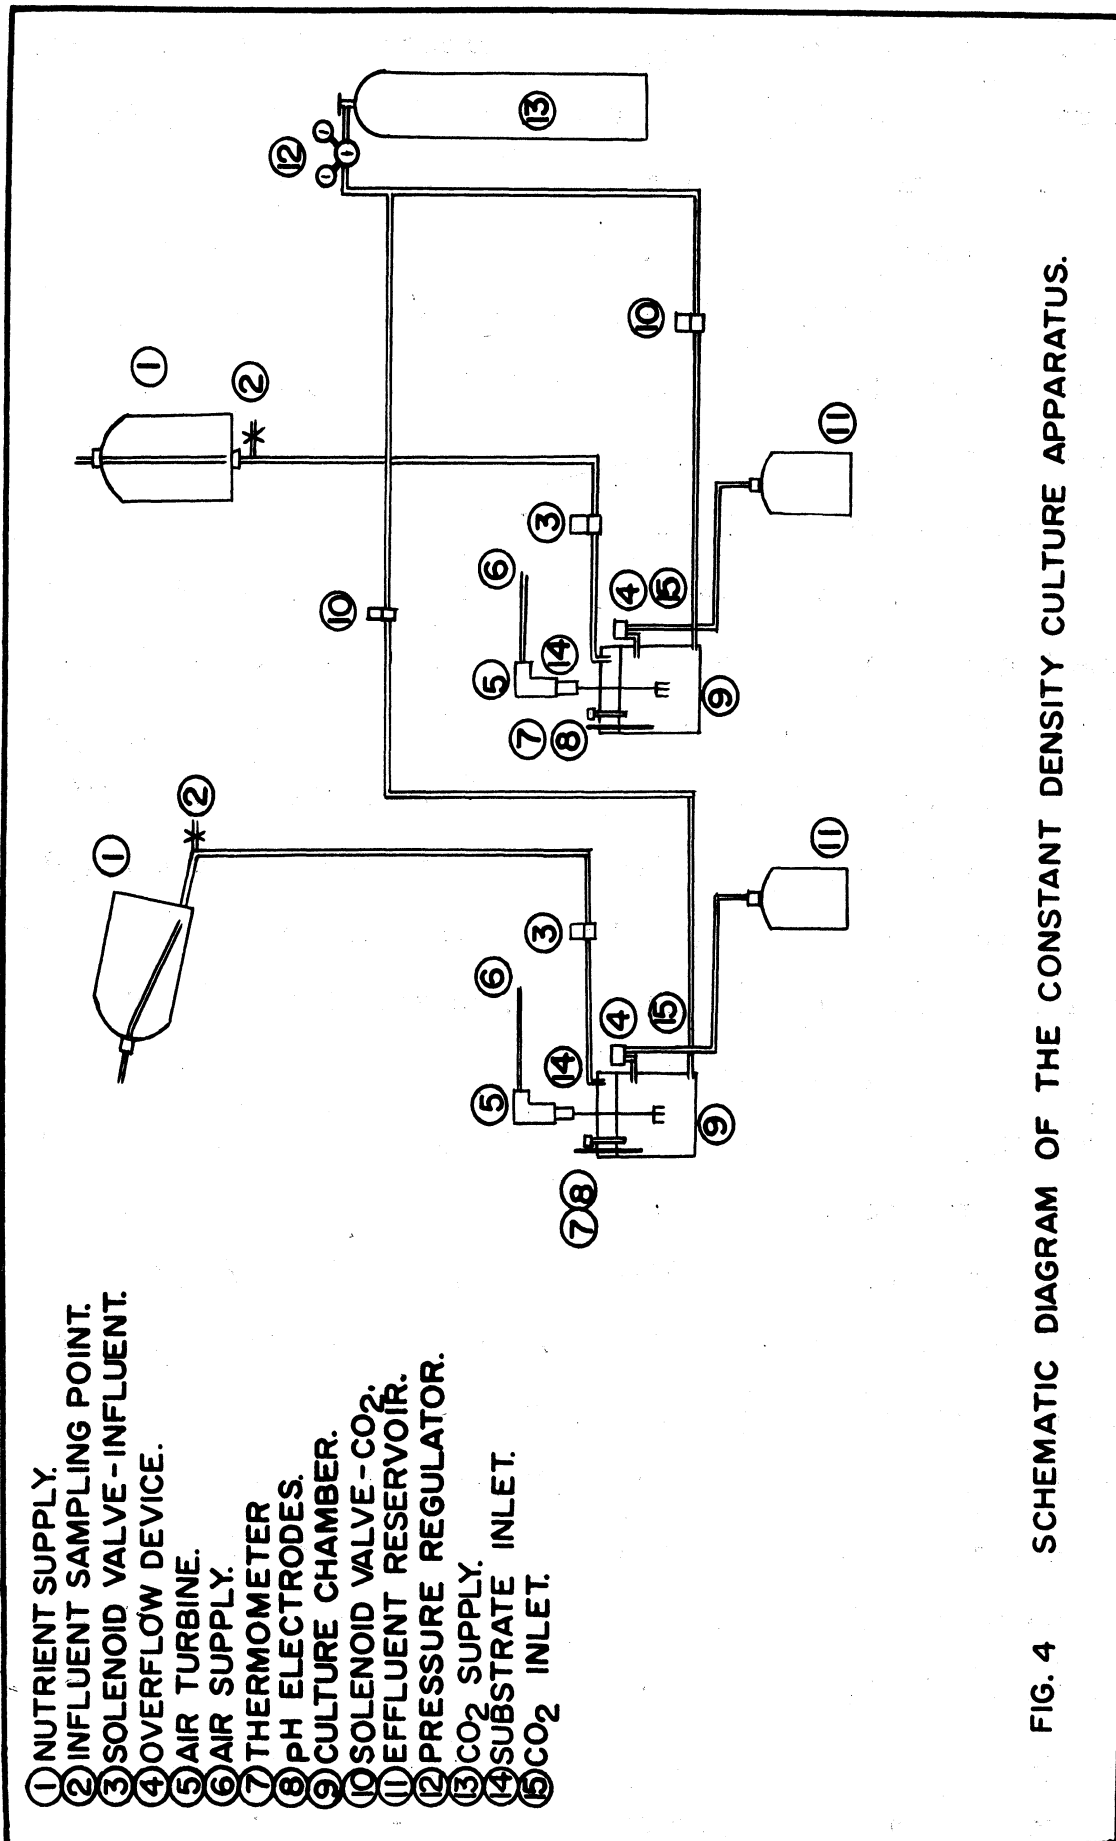 ① NUTRIENT SUPPLY.
② INFLUENT SAMPLING POINT.
③ SOLENOID VALVE-INFLUENT.
④ OVERFLOW DEVICE.
⑤ AIR TURBINE.
⑥ AIR SUPPLY.
⑦ THERMOMETER
⑧ pH ELECTRODES.
⑨ CULTURE CHAMBER.
⑩ SOLENOID VALVE-CO₂.
⑪ EFFLUENT RESERVOIR.
⑫ PRESSURE REGULATOR.
⑬ CO₂ SUPPLY.
⑭ SUBSTRATE INLET.
⑮ CO₂ INLET.
①
②
③
⑥
⑤
⑭
④
⑮
⑦ ⑧
⑨
⑪
⑩
①
②
③
⑥
⑤
⑭
④
⑮
⑦
⑧
⑨
⑪
⑩
⑫
⑬
FIG. 4 SCHEMATIC DIAGRAM OF THE CONSTANT DENSITY CULTURE APPARATUS.